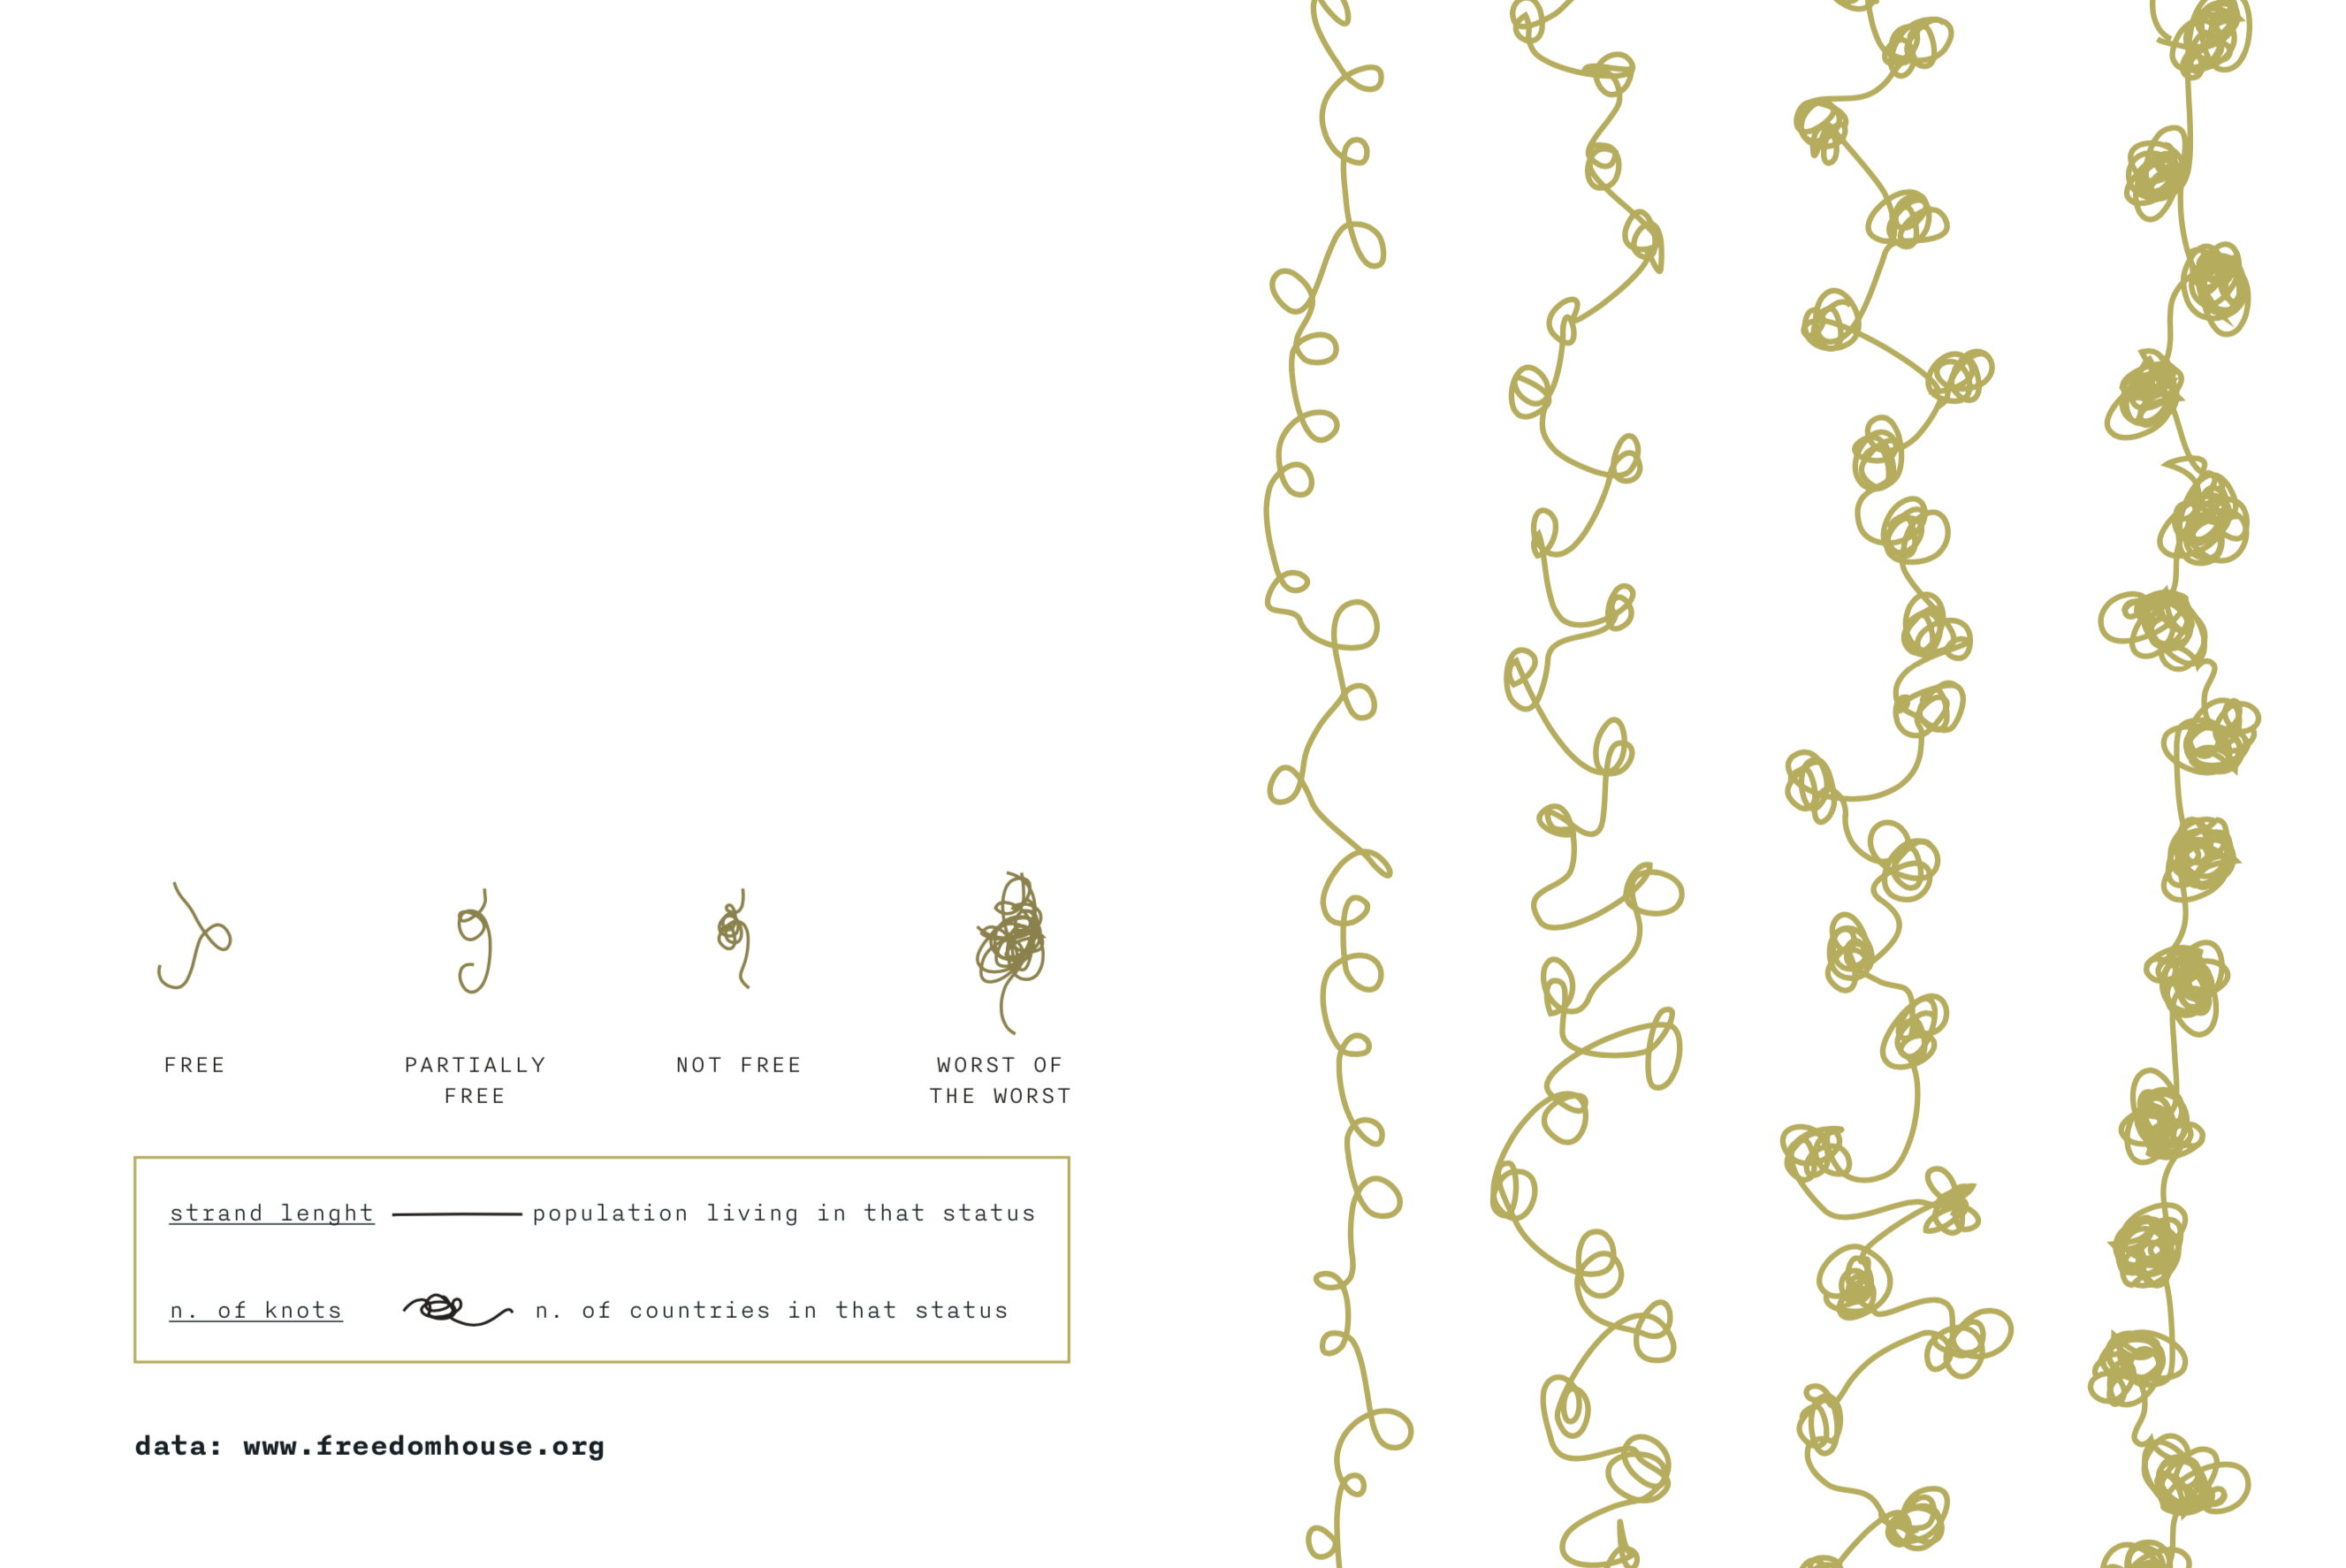 FREE
PARTIALLY
FREE
NOT FREE
WORST OF
THE WORST
strand lenght population living in that status
n. of knots n. of countries in that status
data: www.freedomhouse.org